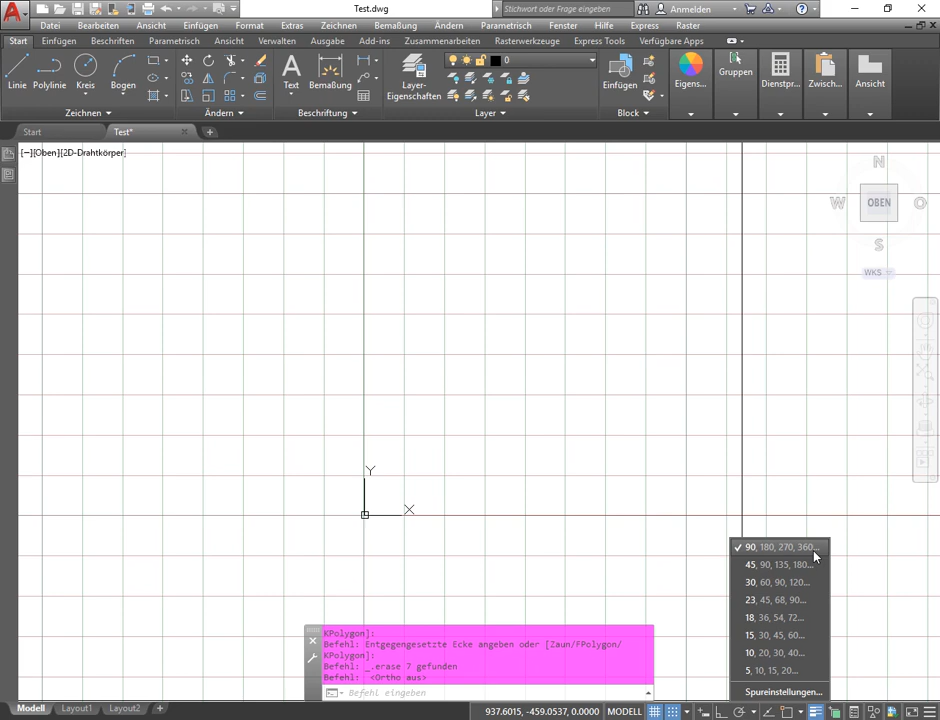 Test.dwg
Stichwort oder Frage eingeben
Anmelden
Datei Bearbeiten Ansicht Einfügen Format Extras Zeichnen Bemaßung Ändern Parametrisch Fenster Hilfe Express Raster
Start Einfügen Beschriften Parametrisch Ansicht Verwalten Ausgabe Add-ins Zusammenarbeiten Rasterwerkzeuge Express Tools Verfügbare Apps
0
Linie Polylinie Kreis Bogen
Text Bemaßung
Layer-
Eigenschaften
Einfügen
Eigens... Gruppen Dienstpr... Zwisch... Ansicht
Zeichnen Ändern Beschriftung Layer Block
Start Test*
[−][Oben][2D-Drahtkörper]
N
W OBEN O
S
WKS
Y
X
90, 180, 270, 360...
45, 90, 135, 180...
30, 60, 90, 120...
23, 45, 68, 90...
18, 36, 54, 72...
15, 30, 45, 60...
10, 20, 30, 40...
5, 10, 15, 20...
Spureinstellungen...
KPolygon]:
Befehl: Entgegengesetzte Ecke angeben oder [Zaun/FPolygon/
KPolygon]:
Befehl: _.erase 7 gefunden
Befehl: <Ortho aus>
Befehl eingeben
Modell Layout1 Layout2
937.6015, -459.0537, 0.0000 MODELL